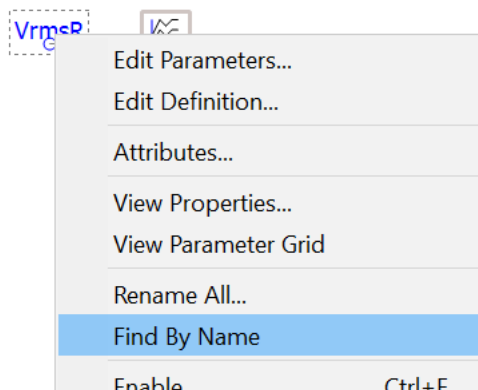 VrmsR
G
Edit Parameters...
Edit Definition...
Attributes...
View Properties...
View Parameter Grid
Rename All...
Find By Name
Enable Ctrl+E